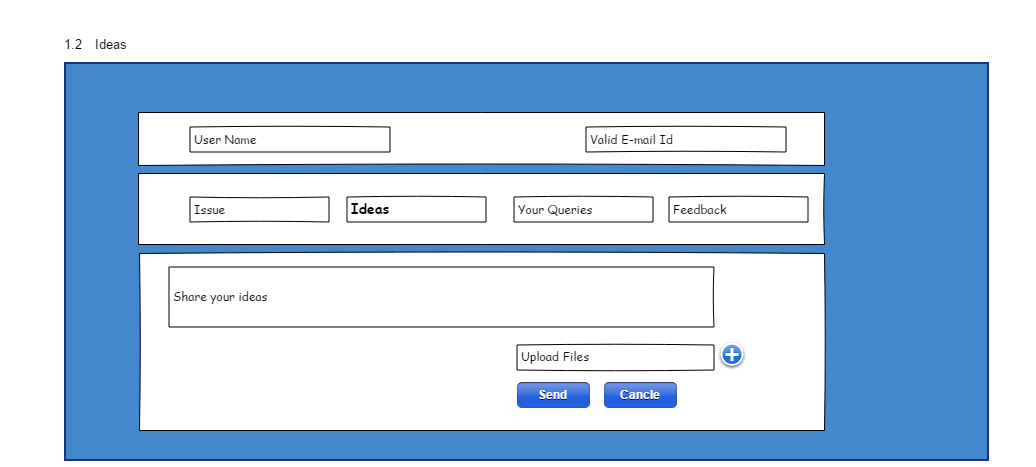 1.2 Ideas
User Name Valid E-mail Id
Issue Ideas Your Queries Feedback
Share your ideas
Upload Files
Send Cancle